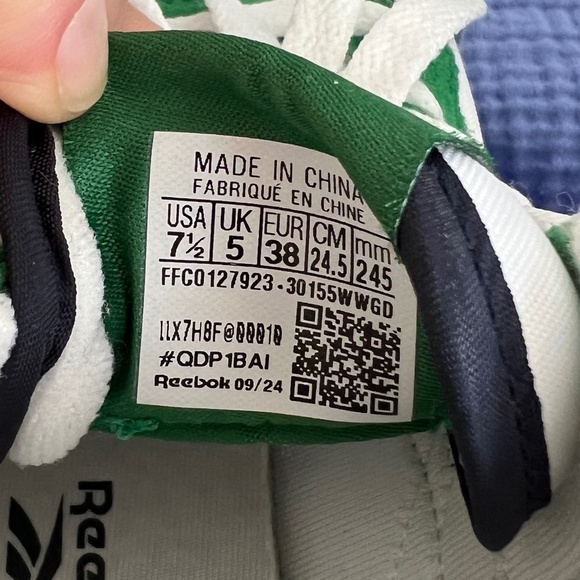 MADE IN CHINA
FABRIQUÉ EN CHINE
USA UK EUR CM mm
7½ 5 38 24.5 245
FFC0127923-30155WWGD
LLX7H8F@00010
#QDP1BAI
Reebok 09/24
Ree